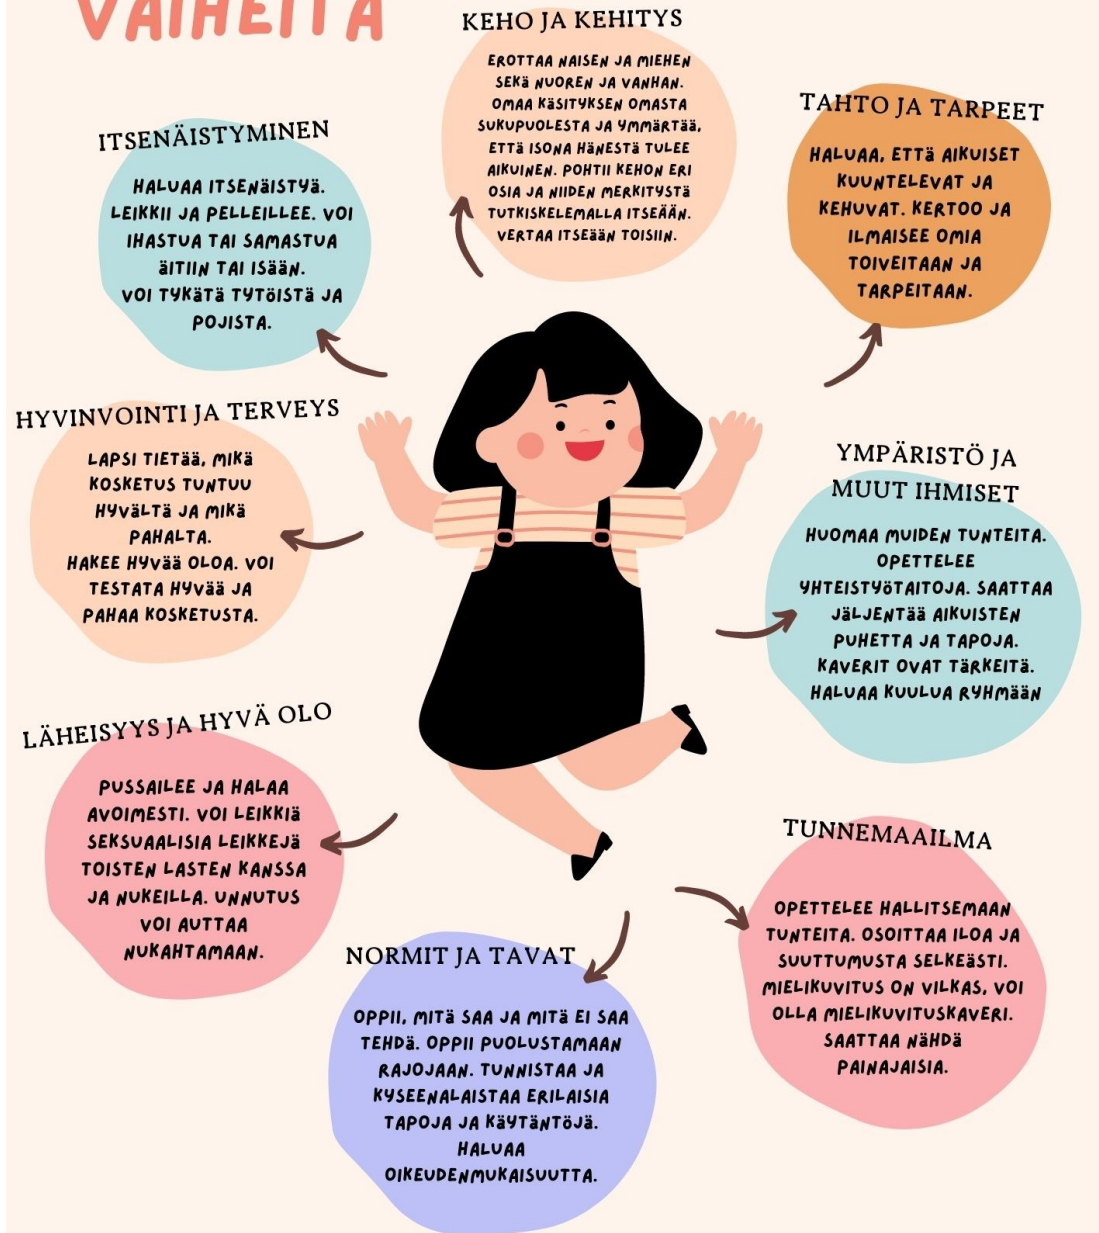 VAIHEITA
KEHO JA KEHITYS
EROTTAA NAISEN JA MIEHEN
SEKÄ NUOREN JA VANHAN.
OMAA KÄSITYKSEN OMASTA
SUKUPUOLESTA JA YMMÄRTÄÄ,
ETTÄ ISONA HÄNESTÄ TULEE
AIKUINEN. POHTII KEHON ERI
OSIA JA NIIDEN MERKITYSTÄ
TUTKISKELEMALLA ITSEÄÄN.
VERTAA ITSEÄÄN TOISIIN.
TAHTO JA TARPEET
HALUAA, ETTÄ AIKUISET
KUUNTELEVAT JA
KEHUVAT. KERTOO JA
ILMAISEE OMIA
TOIVEITAAN JA
TARPEITAAN.
ITSENÄISTYMINEN
HALUAA ITSENÄISTYÄ.
LEIKKII JA PELLEILLEE. VOI
IHASTUA TAI SAMASTUA
ÄITIIN TAI ISÄÄN.
VOI TYKÄTÄ TYTÖISTÄ JA
POJISTA.
HYVINVOINTI JA TERVEYS
LAPSI TIETÄÄ, MIKÄ
KOSKETUS TUNTUU
HYVÄLTÄ JA MIKÄ
PAHALTA.
HAKEE HYVÄÄ OLOA. VOI
TESTATA HYVÄÄ JA
PAHAA KOSKETUSTA.
YMPÄRISTÖ JA
MUUT IHMISET
HUOMAA MUIDEN TUNTEITA.
OPETTELEE
YHTEISTYÖTAITOJA. SAATTAA
JÄLJENTÄÄ AIKUISTEN
PUHETTA JA TAPOJA.
KAVERIT OVAT TÄRKEITÄ.
HALUAA KUULUA RYHMÄÄN
LÄHEISYYS JA HYVÄ OLO
PUSSAILEE JA HALAA
AVOIMESTI. VOI LEIKKIÄ
SEKSUAALISIA LEIKKEJÄ
TOISTEN LASTEN KANSSA
JA NUKEILLA. UNNUTUS
VOI AUTTAA
NUKAHTAMAAN.
TUNNEMAAILMA
OPETTELEE HALLITSEMAAN
TUNTEITA. OSOITTAA ILOA JA
SUUTTUMUSTA SELKEÄSTI.
MIELIKUVITUS ON VILKAS, VOI
OLLA MIELIKUVITUSKAVERI.
SAATTAA NÄHDÄ
PAINAJAISIA.
NORMIT JA TAVAT
OPPII, MITÄ SAA JA MITÄ EI SAA
TEHDÄ. OPPII PUOLUSTAMAAN
RAJOJAAN. TUNNISTAA JA
KYSEENALAISTAA ERILAISIA
TAPOJA JA KÄYTÄNTÖJÄ.
HALUAA
OIKEUDENMUKAISUUTTA.